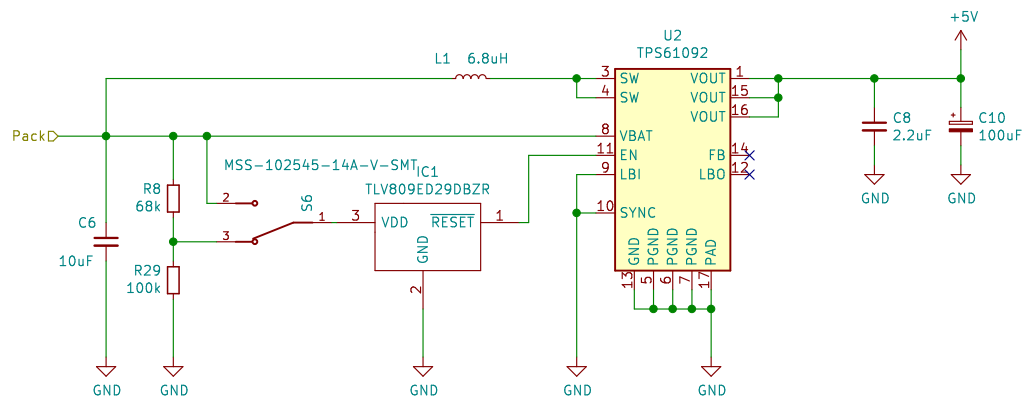 +5V
U2
TPS61092
L1 6.8uH
3 SW VOUT 1
4 SW VOUT 15
VOUT 16
C8
2.2uF
C10
100uF
Pack
8 VBAT
11 EN FB 14
9 LBI LBO 12
10 SYNC
GND PGND PGND PGND PAD
13 5 6 7 17
MSS-102545-14A-V-SMT
S6
2
1
3
IC1
TLV809ED29DBZR
3 VDD RESET 1
GND
2
R8
68k
C6
10uF
R29
100k
GND
GND
GND
GND
GND
GND
GND